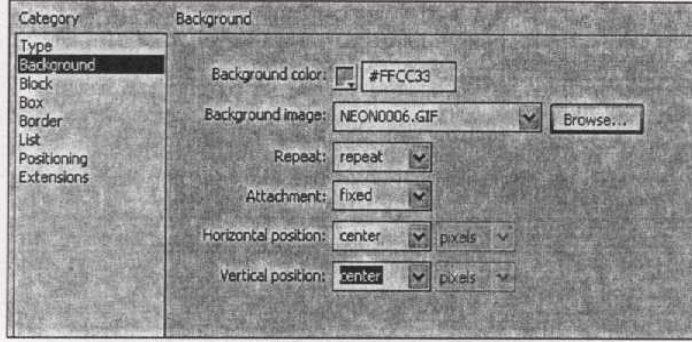 Category
Background
Type
Background
Block
Box
Border
List
Positioning
Extensions
Background color: #FFCC33
Background image: NEON0006.GIF Browse...
Repeat: repeat
Attachment: fixed
Horizontal position: center pixels
Vertical position: center pixels